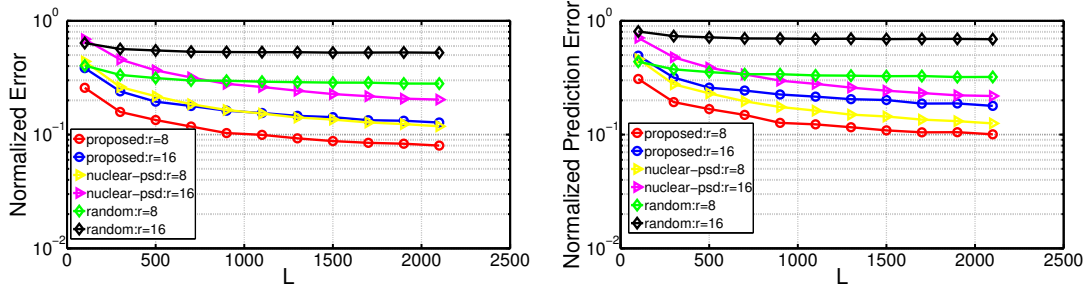 Normalized Error
10^0
10^-1
10^-2
proposed:r=8
proposed:r=16
nuclear-psd:r=8
nuclear-psd:r=16
random:r=8
random:r=16
0 500 1000 1500 2000 2500
L
Normalized Prediction Error
10^0
10^-1
10^-2
proposed:r=8
proposed:r=16
nuclear-psd:r=8
nuclear-psd:r=16
random:r=8
random:r=16
0 500 1000 1500 2000 2500
L